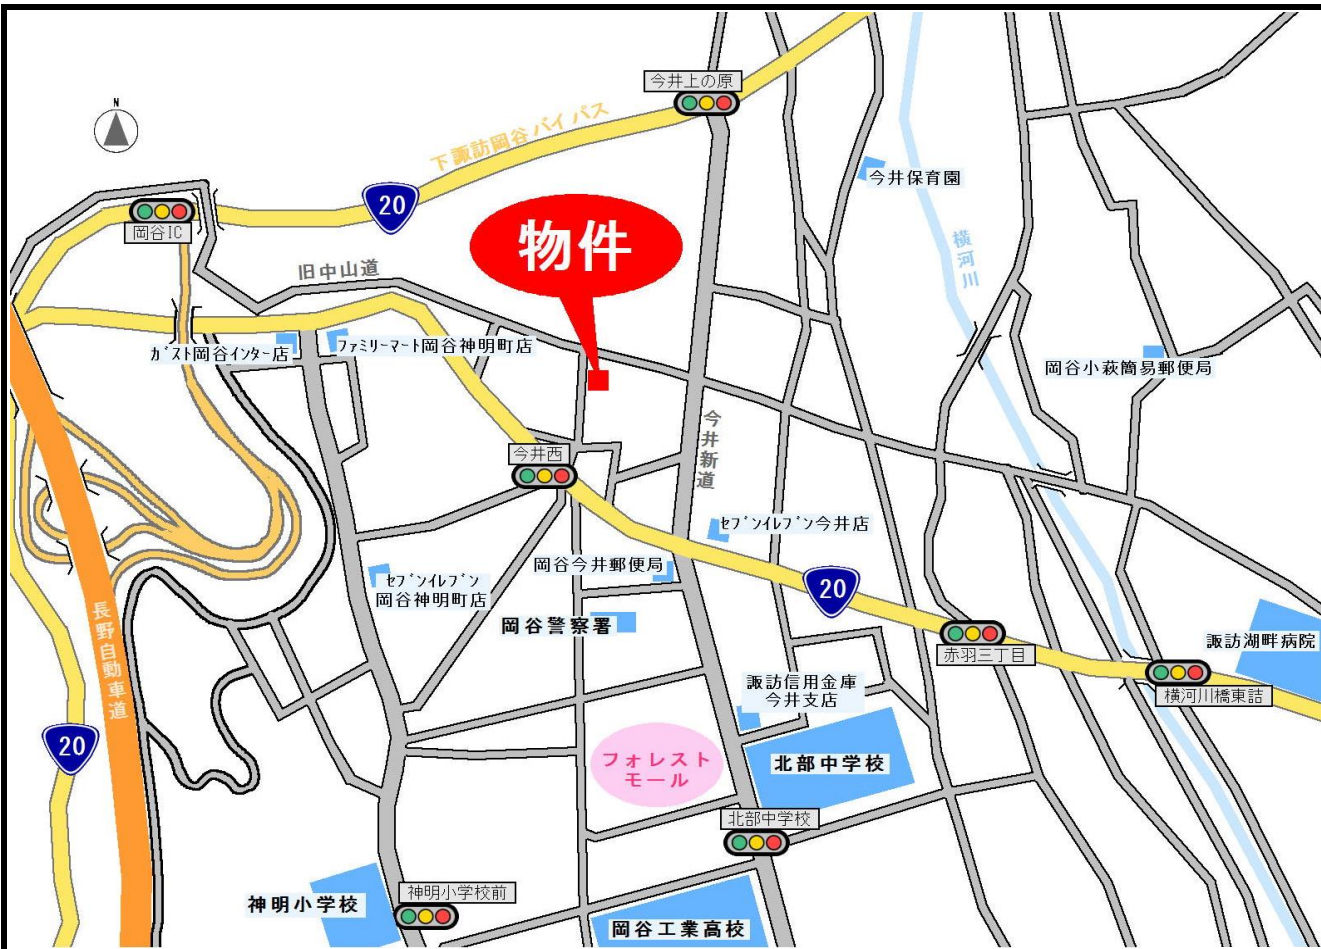 今井上の原
N
下諏訪岡谷バイパス
今井保育園
20
岡谷IC
物件
横河川
旧中山道
ガスト岡谷インター店
ファミリーマート岡谷神明町店
岡谷小萩簡易郵便局
今井新道
今井西
セブンイレブン今井店
岡谷今井郵便局
セブンイレブン
岡谷神明町店
20
長野自動車道
岡谷警察署
赤羽三丁目
諏訪湖畔病院
諏訪信用金庫
今井支店
横河川橋東詰
20
フォレスト
モール
北部中学校
北部中学校
神明小学校前
神明小学校
岡谷工業高校